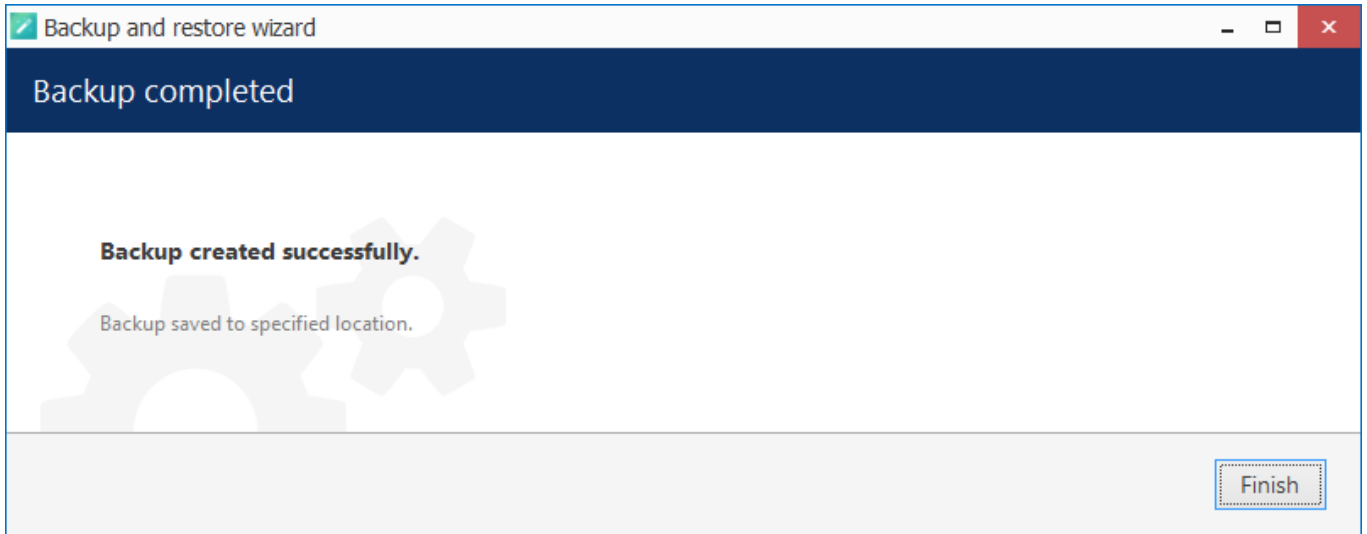 Backup and restore wizard
Backup completed
Backup created successfully.
Backup saved to specified location.
Finish